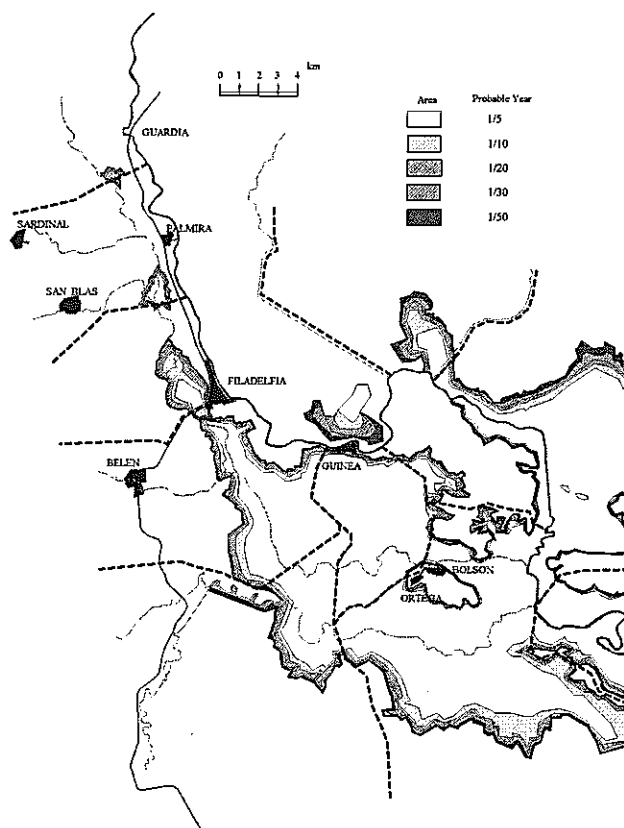 km
0 1 2 3 4
Area Probable Year
1/5
1/10
1/20
1/30
1/50
GUARDIA
SARDINAL
PALMIRA
SAN BLAS
FILADELFIA
BELEN
GUINEA
BOLSON
ORTEGA